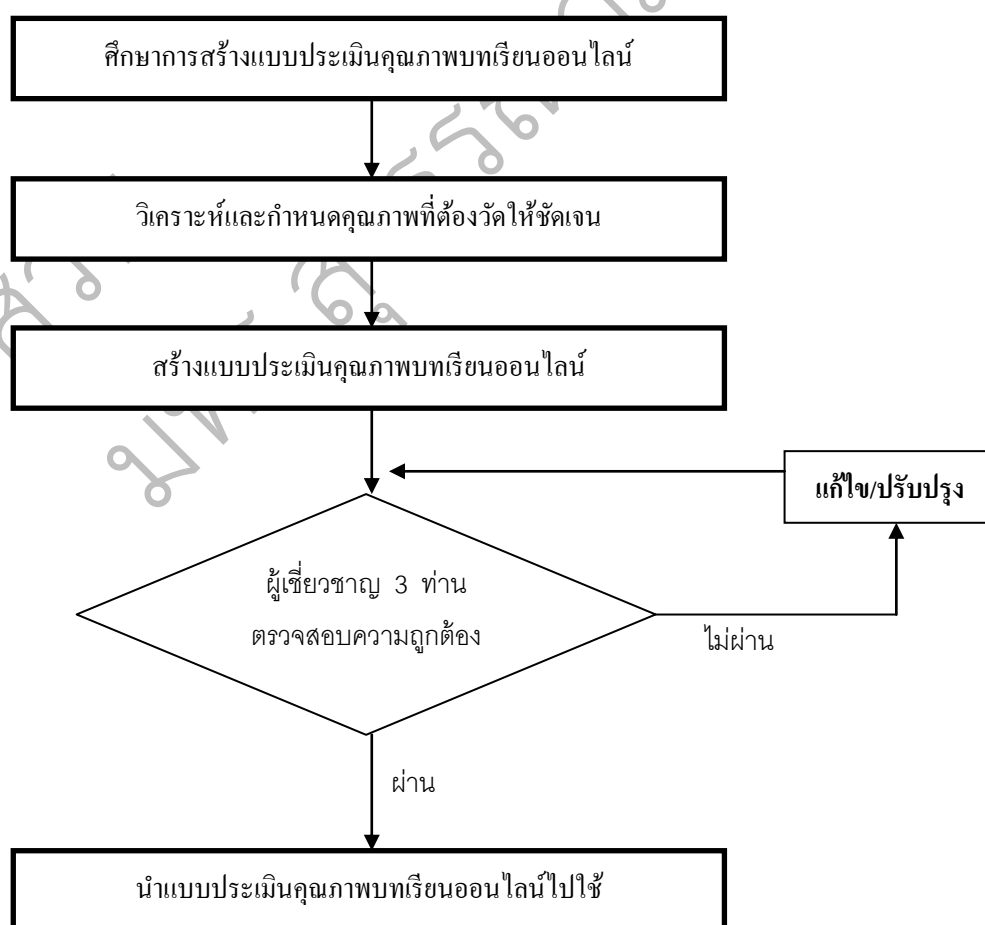 ศึกษาการสร้างแบบประเมินคุณภาพบทเรียนออนไลน์
วิเคราะห์และกำหนดคุณภาพที่ต้องวัดให้ชัดเจน
สร้างแบบประเมินคุณภาพบทเรียนออนไลน์
แก้ไข/ปรับปรุง
ผู้เชี่ยวชาญ 3 ท่าน
ตรวจสอบความถูกต้อง
ไม่ผ่าน
ผ่าน
นำแบบประเมินคุณภาพบทเรียนออนไลน์ไปใช้